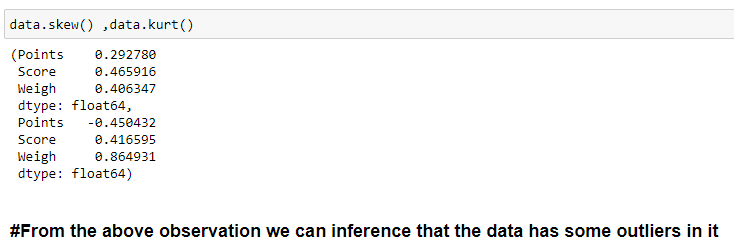 data.skew() ,data.kurt()
(Points    0.292780
 Score     0.465916
 Weigh     0.406347
 dtype: float64,
 Points   -0.450432
 Score     0.416595
 Weigh     0.864931
 dtype: float64)
#From the above observation we can inference that the data has some outliers in it